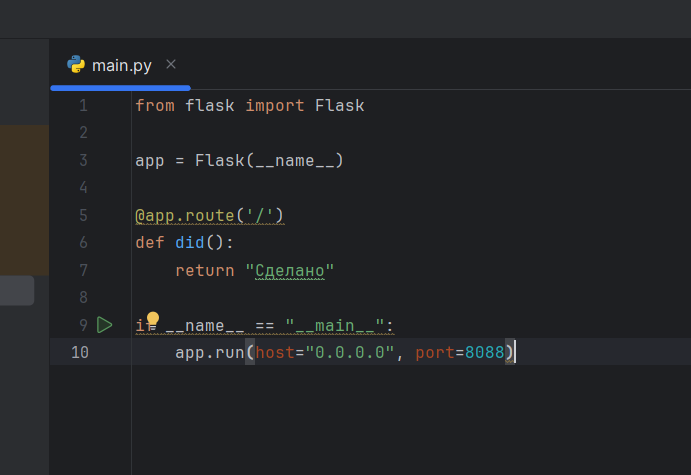 main.py
1 from flask import Flask
2
3 app = Flask(__name__)
4
5 @app.route('/')
6 def did():
7     return "Сделано"
8
9 if __name__ == "__main__":
10     app.run(host="0.0.0.0", port=8088)